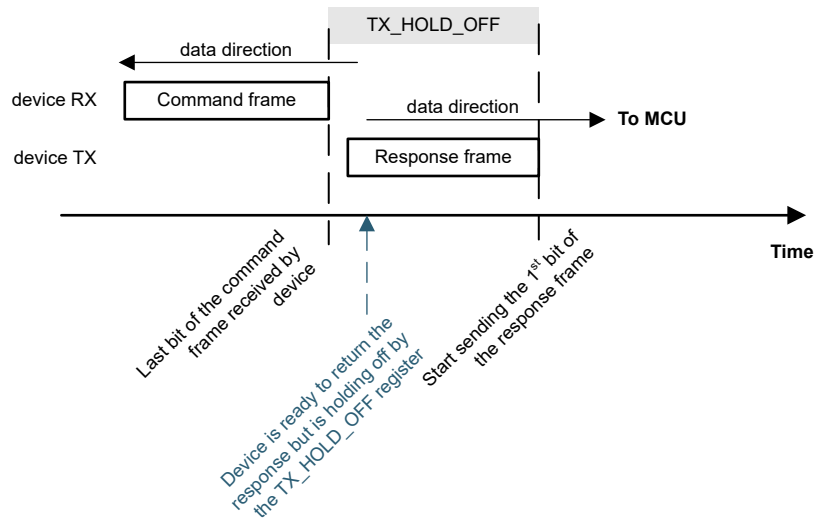 TX_HOLD_OFF
data direction
device RX
Command frame
data direction
To MCU
device TX
Response frame
Time
Last bit of the command
frame received by
device
Device is ready to return the
response but is holding off by
the TX_HOLD_OFF register
Start sending the 1st bit of
the response frame